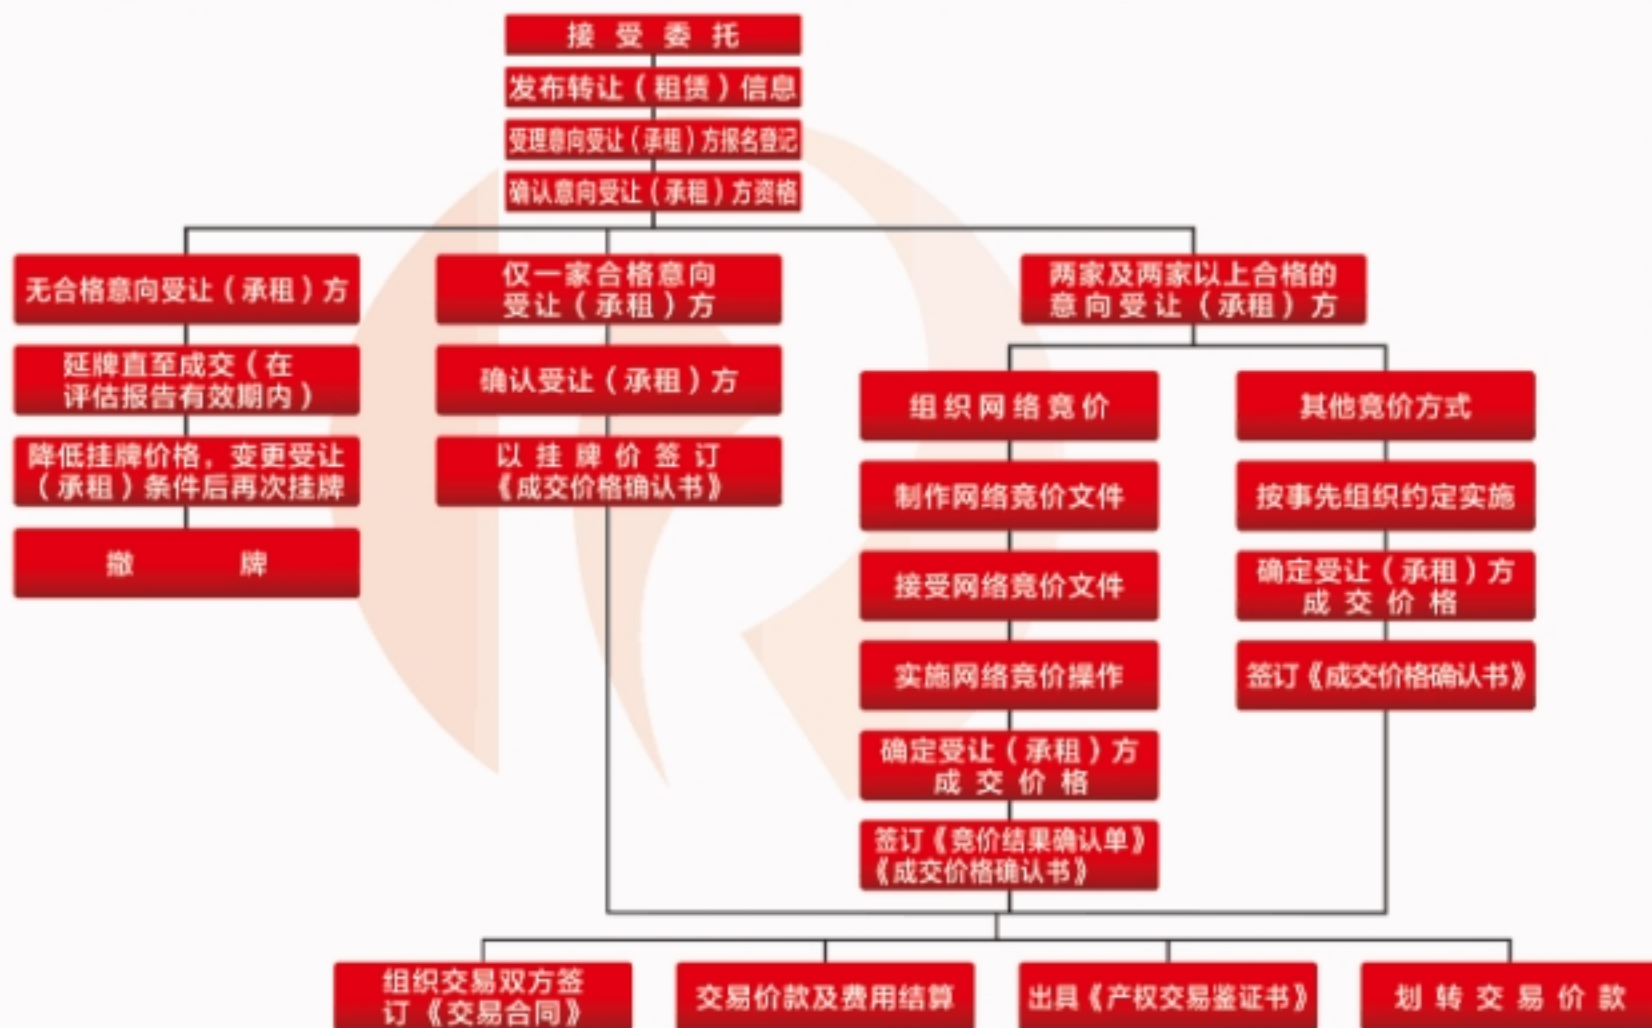 接受委托
发布转让（租赁）信息
受理意向受让（承租）方报名登记
确认意向受让（承租）方资格
无合格意向受让（承租）方
延牌直至成交（在
评估报告有效期内）
降低挂牌价格，变更受让
（承租）条件后再次挂牌
撤牌
仅一家合格意向
受让（承租）方
确认受让（承租）方
以挂牌价签订
《成交价格确认书》
两家及两家以上合格的
意向受让（承租）方
组织网络竞价
制作网络竞价文件
接受网络竞价文件
实施网络竞价操作
确定受让（承租）方
成交价格
签订《竞价结果确认单》
《成交价格确认书》
其他竞价方式
按事先组织约定实施
确定受让（承租）方
成交价格
签订《成交价格确认书》
组织交易双方签
订《交易合同》
交易价款及费用结算
出具《产权交易鉴证书》
划转交易价款